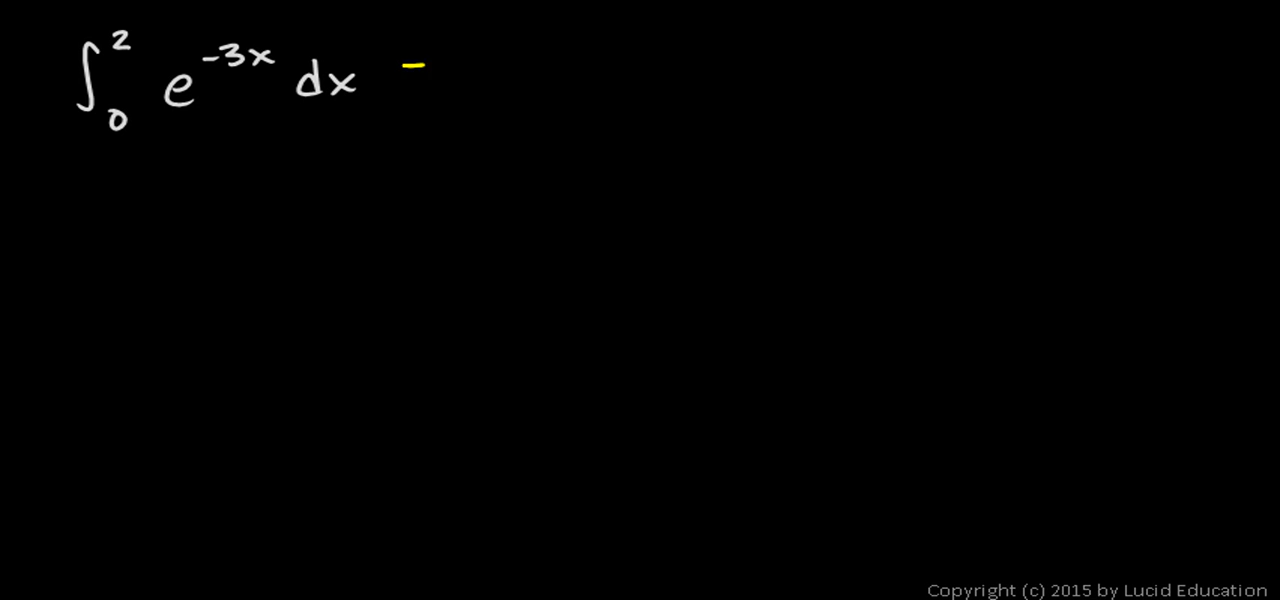 ∫₀² e^{-3x} dx −
Copyright (c) 2015 by Lucid Education